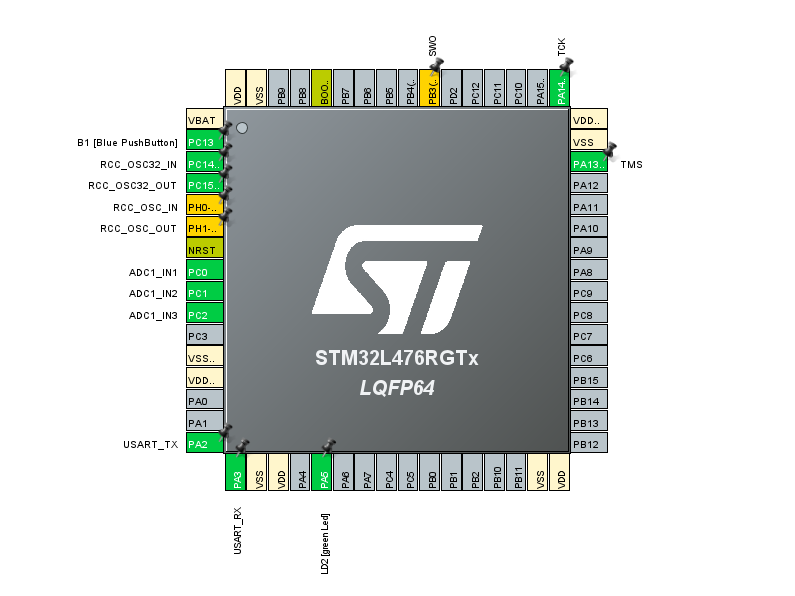 SWO
TCK
VDD
VSS
PB9
PB8
BOO..
PB7
PB6
PB5
PB4(..
PB3(..
PD2
PC12
PC11
PC10
PA15..
PA14..
VBAT
B1 [Blue PushButton] PC13
RCC_OSC32_IN PC14..
RCC_OSC32_OUT PC15..
RCC_OSC_IN PH0-..
RCC_OSC_OUT PH1-..
NRST
ADC1_IN1 PC0
ADC1_IN2 PC1
ADC1_IN3 PC2
PC3
VSS..
VDD..
PA0
PA1
USART_TX PA2
ST
STM32L476RGTx
LQFP64
VDD..
VSS
PA13.. TMS
PA12
PA11
PA10
PA9
PA8
PC9
PC8
PC7
PC6
PB15
PB14
PB13
PB12
PA3
VSS
VDD
PA4
PA5
PA6
PA7
PC4
PC5
PB0
PB1
PB2
PB10
PB11
VSS
VDD
USART_RX
LD2 [green Led]